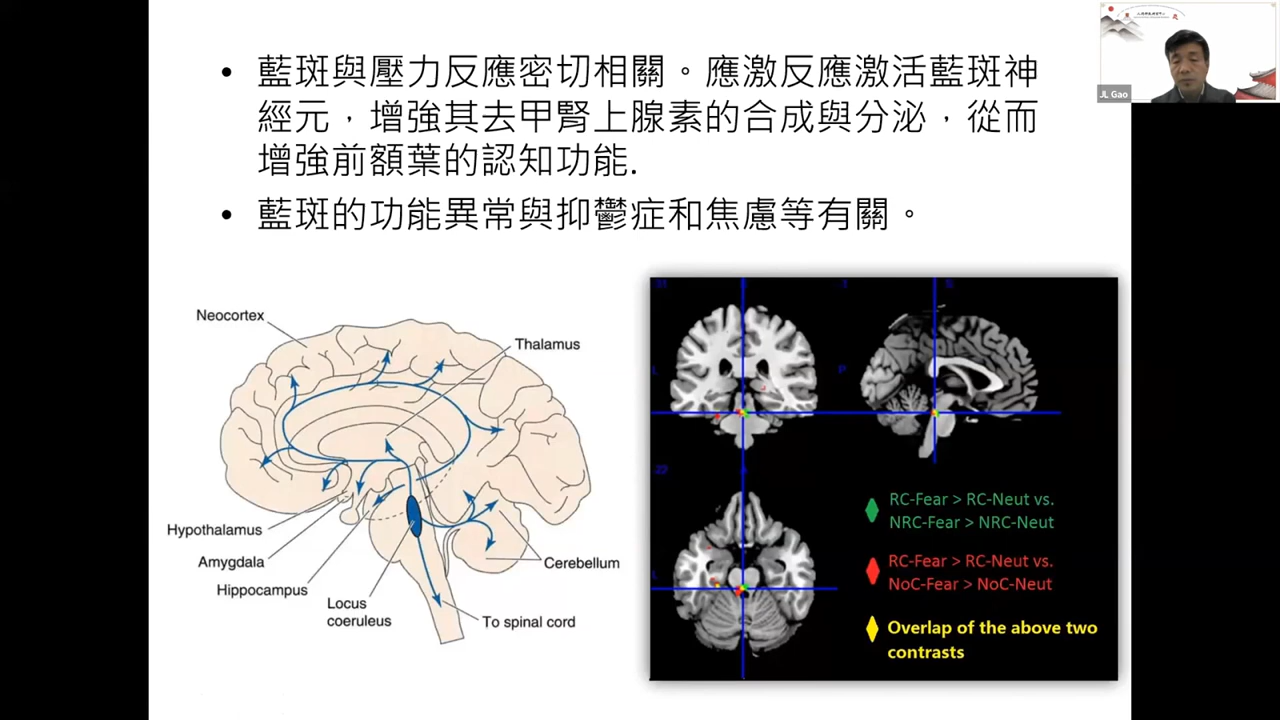 • 藍斑與壓力反應密切相關。應激反應激活藍斑神
經元，增強其去甲腎上腺素的合成與分泌，從而
增強前額葉的認知功能.
• 藍斑的功能異常與抑鬱症和焦慮等有關。
JL Gao
Neocortex
Thalamus
Hypothalamus
Amygdala
Hippocampus
Locus
coeruleus
Cerebellum
To spinal cord
RC-Fear > RC-Neut vs.
NRC-Fear > NRC-Neut
RC-Fear > RC-Neut vs.
NoC-Fear > NoC-Neut
Overlap of the above two
contrasts